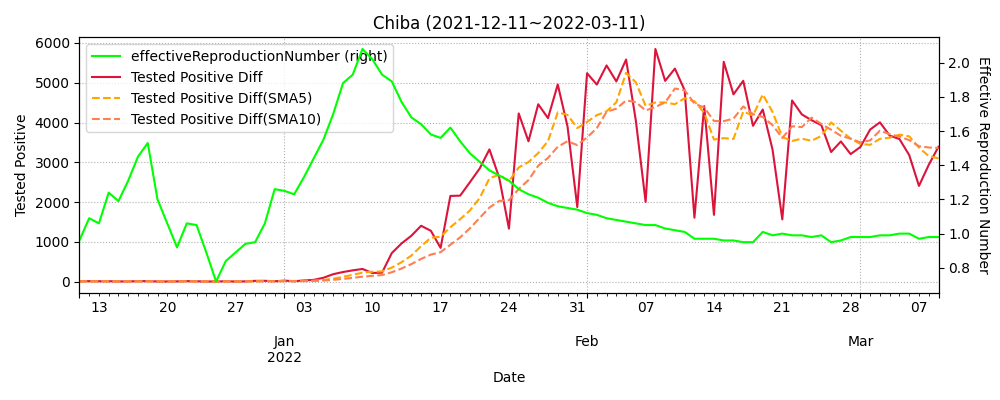 Chiba (2021-12-11~2022-03-11)
effectiveReproductionNumber (right)
Tested Positive Diff
Tested Positive Diff(SMA5)
Tested Positive Diff(SMA10)
Tested Positive
6000
5000
4000
3000
2000
1000
0
2.0
1.8
1.6
1.4
1.2
1.0
0.8
Effective Reproduction Number
13 20 27 03 10 17 24 31 07 14 21 28 07
Jan Feb Mar
2022
Date